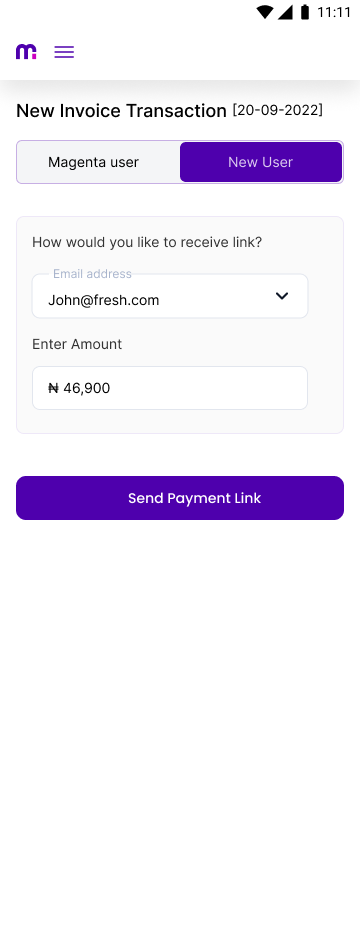 11:11
m
New Invoice Transaction [20-09-2022]
Magenta user
New User
How would you like to receive link?
Email address
John@fresh.com
Enter Amount
₦ 46,900
Send Payment Link